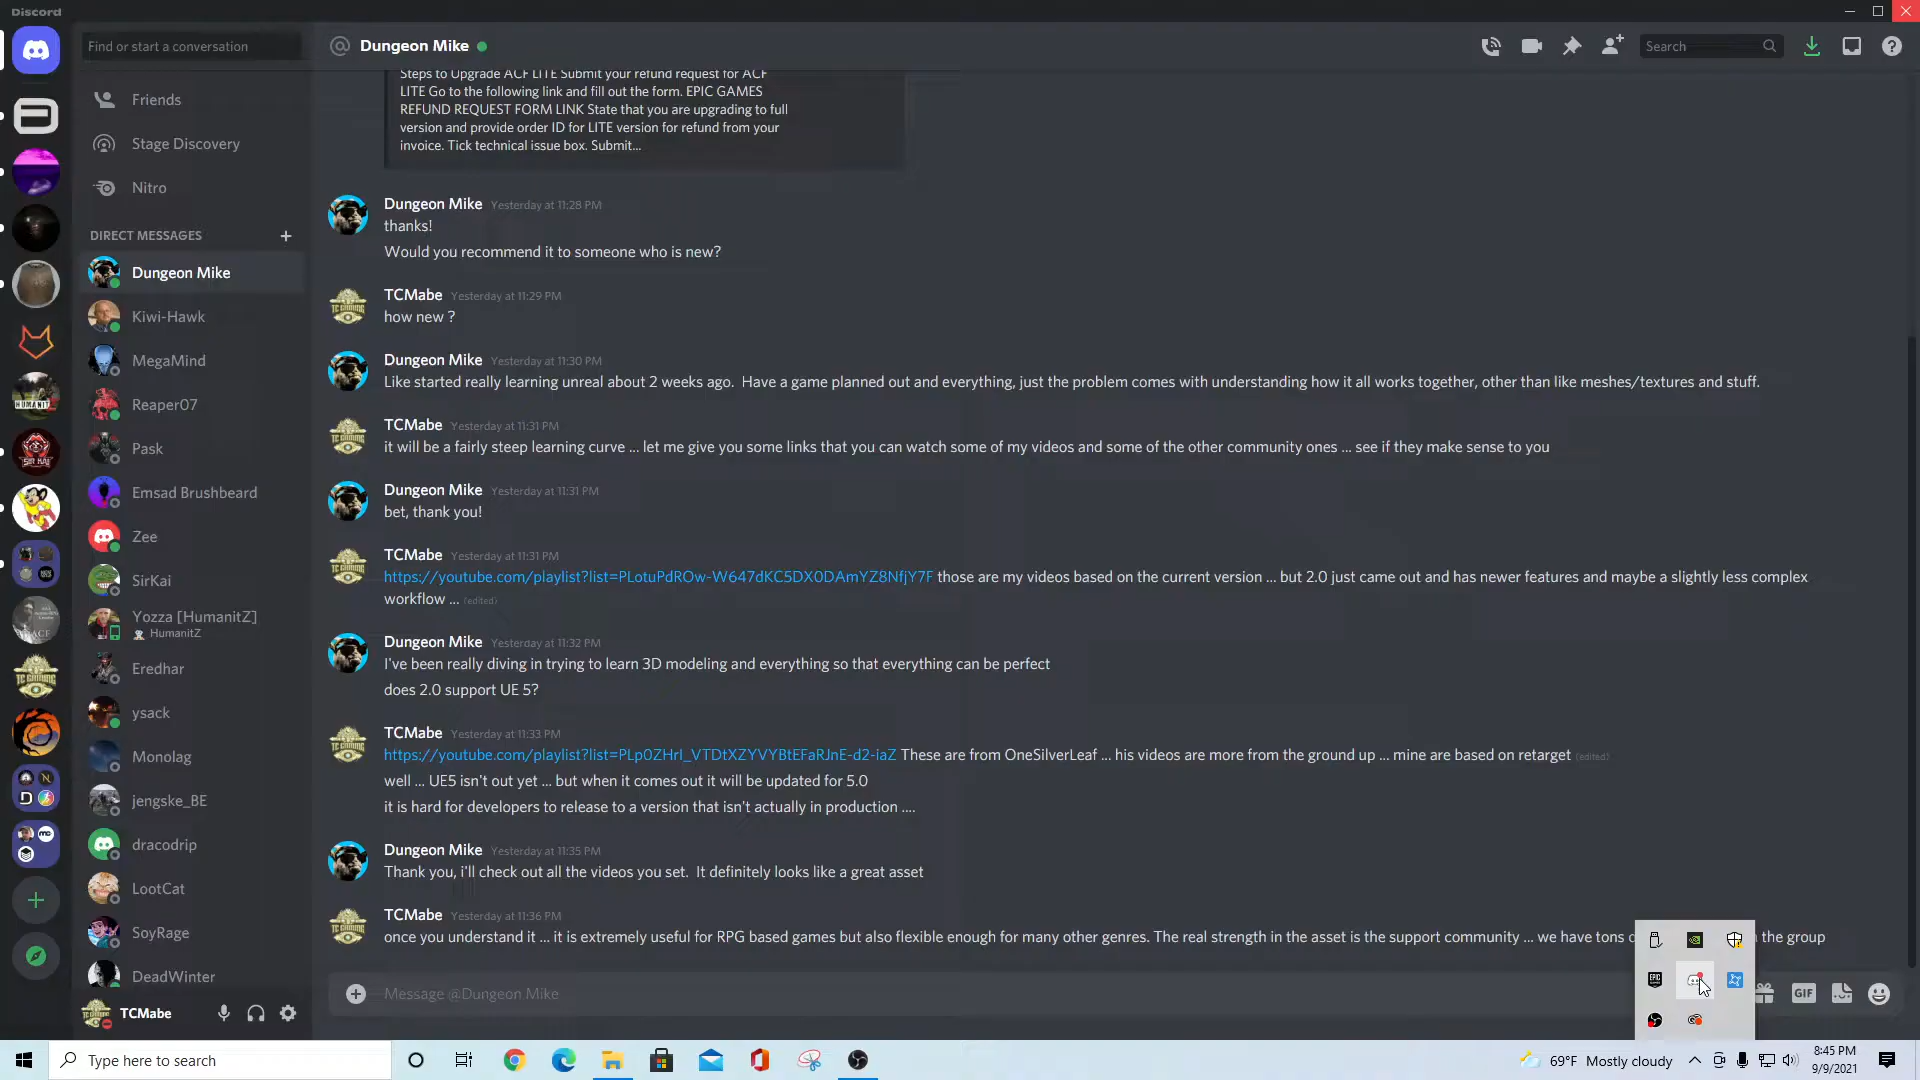 Discord
Find or start a conversation
Dungeon Mike
Search
Friends
Stage Discovery
Nitro
DIRECT MESSAGES
Dungeon Mike
Kiwi-Hawk
MegaMind
Reaper07
Pask
Emsad Brushbeard
Zee
SirKai
Yozza [HumanitZ]
HumanitZ
Eredhar
ysack
Monolag
jengske_BE
dracodrip
LootCat
SoyRage
DeadWinter
TCMabe
Steps to Upgrade ACF LITE Submit your refund request for ACF
LITE Go to the following link and fill out the form. EPIC GAMES
REFUND REQUEST FORM LINK State that you are upgrading to full
version and provide order ID for LITE version for refund from your
invoice. Tick technical issue box. Submit...
Dungeon Mike Yesterday at 11:28 PM
thanks!
Would you recommend it to someone who is new?
TCMabe Yesterday at 11:29 PM
how new ?
Dungeon Mike Yesterday at 11:30 PM
Like started really learning unreal about 2 weeks ago. Have a game planned out and everything, just the problem comes with understanding how it all works together, other than like meshes/textures and stuff.
TCMabe Yesterday at 11:31 PM
it will be a fairly steep learning curve ... let me give you some links that you can watch some of my videos and some of the other community ones ... see if they make sense to you
Dungeon Mike Yesterday at 11:31 PM
bet, thank you!
TCMabe Yesterday at 11:31 PM
https://youtube.com/playlist?list=PLotuPdROw-W647dKC5DX0DAmYZ8NfjY7F those are my videos based on the current version ... but 2.0 just came out and has newer features and maybe a slightly less complex
workflow ... (edited)
Dungeon Mike Yesterday at 11:32 PM
I've been really diving in trying to learn 3D modeling and everything so that everything can be perfect
does 2.0 support UE 5?
TCMabe Yesterday at 11:33 PM
https://youtube.com/playlist?list=PLp0ZHrI_VTDtXZYVYBtEFaRJnE-d2-iaZ These are from OneSilverLeaf ... his videos are more from the ground up ... mine are based on retarget (edited)
well ... UE5 isn't out yet ... but when it comes out it will be updated for 5.0
it is hard for developers to release to a version that isn't actually in production ....
Dungeon Mike Yesterday at 11:35 PM
Thank you, i'll check out all the videos you set. It definitely looks like a great asset
TCMabe Yesterday at 11:36 PM
once you understand it ... it is extremely useful for RPG based games but also flexible enough for many other genres. The real strength in the asset is the support community ... we have tons the group
Message @Dungeon Mike
GIF
Type here to search
69°F Mostly cloudy
8:45 PM
9/9/2021